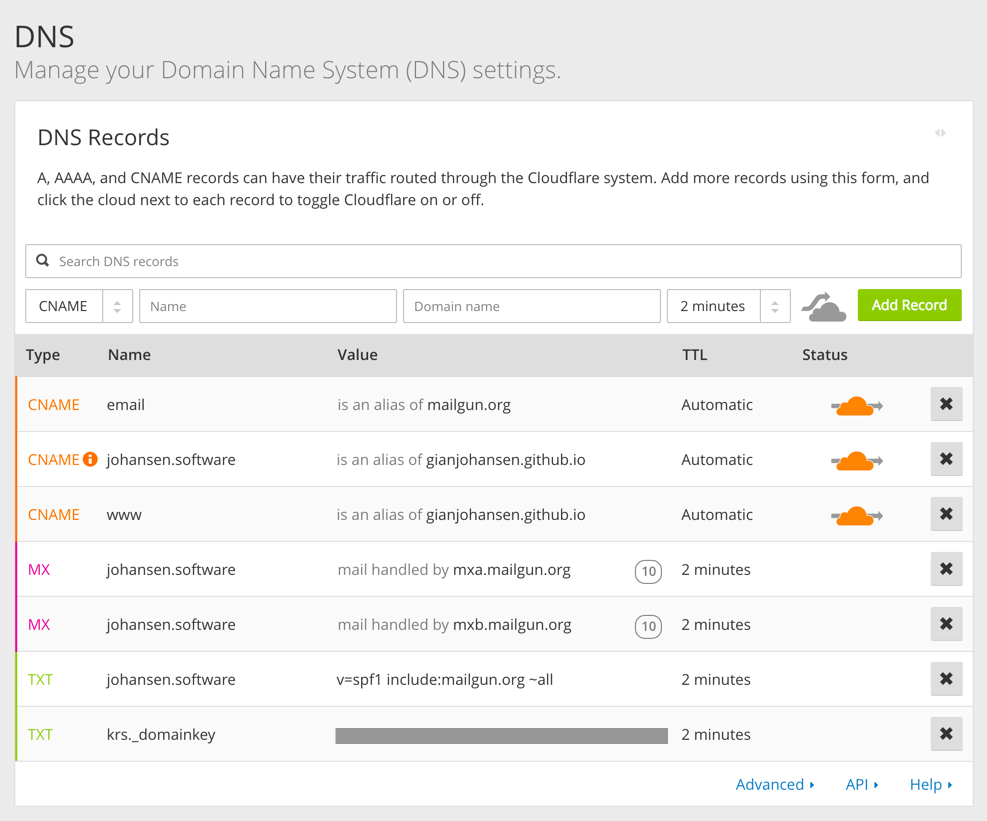 DNS
Manage your Domain Name System (DNS) settings.
DNS Records
A, AAAA, and CNAME records can have their traffic routed through the Cloudflare system. Add more records using this form, and
click the cloud next to each record to toggle Cloudflare on or off.
Search DNS records
CNAME Name Domain name 2 minutes Add Record
Type Name Value TTL Status
CNAME email is an alias of mailgun.org Automatic
CNAME johansen.software is an alias of gianjohansen.github.io Automatic
CNAME www is an alias of gianjohansen.github.io Automatic
MX johansen.software mail handled by mxa.mailgun.org 10 2 minutes
MX johansen.software mail handled by mxb.mailgun.org 10 2 minutes
TXT johansen.software v=spf1 include:mailgun.org ~all 2 minutes
TXT krs._domainkey 2 minutes
Advanced API Help